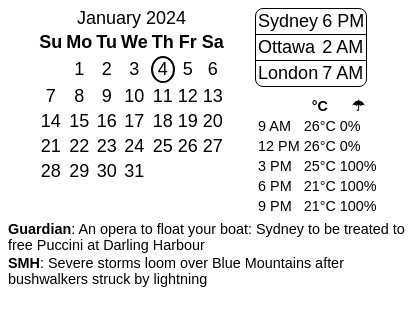 January 2024
Su Mo Tu We Th Fr Sa
1 2 3 4 5 6
7 8 9 10 11 12 13
14 15 16 17 18 19 20
21 22 23 24 25 26 27
28 29 30 31
Sydney 6 PM
Ottawa 2 AM
London 7 AM
°C ☂
9 AM 26°C 0%
12 PM 26°C 0%
3 PM 25°C 100%
6 PM 21°C 100%
9 PM 21°C 100%
Guardian: An opera to float your boat: Sydney to be treated to
free Puccini at Darling Harbour
SMH: Severe storms loom over Blue Mountains after
bushwalkers struck by lightning